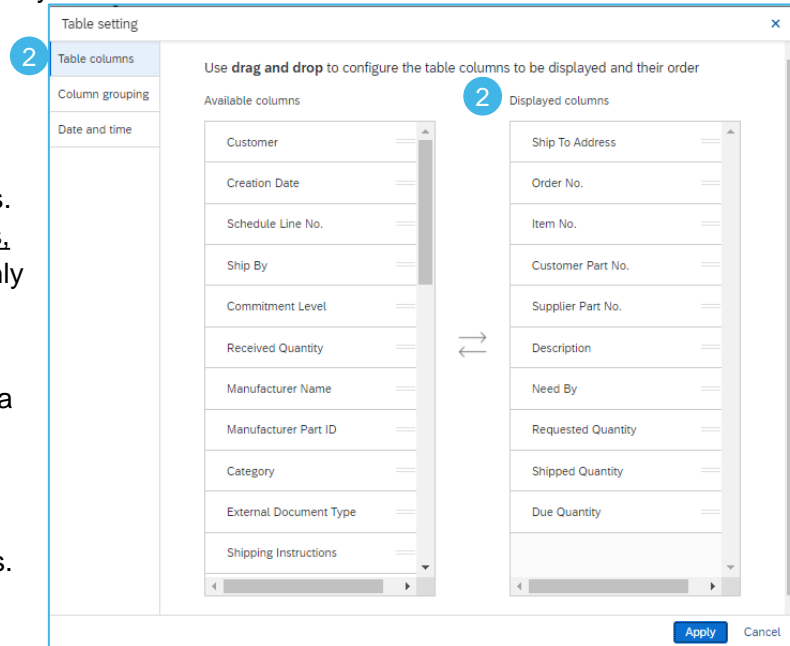 y
Table setting
×
2
Table columns
Column grouping
Date and time
Use drag and drop to configure the table columns to be displayed and their order
Available columns
2
Displayed columns
Customer
Creation Date
Schedule Line No.
Ship By
Commitment Level
Received Quantity
Manufacturer Name
Manufacturer Part ID
Category
External Document Type
Shipping Instructions
Ship To Address
Order No.
Item No.
Customer Part No.
Supplier Part No.
Description
Need By
Requested Quantity
Shipped Quantity
Due Quantity
Apply
Cancel
s.
s,
nly
a
s.